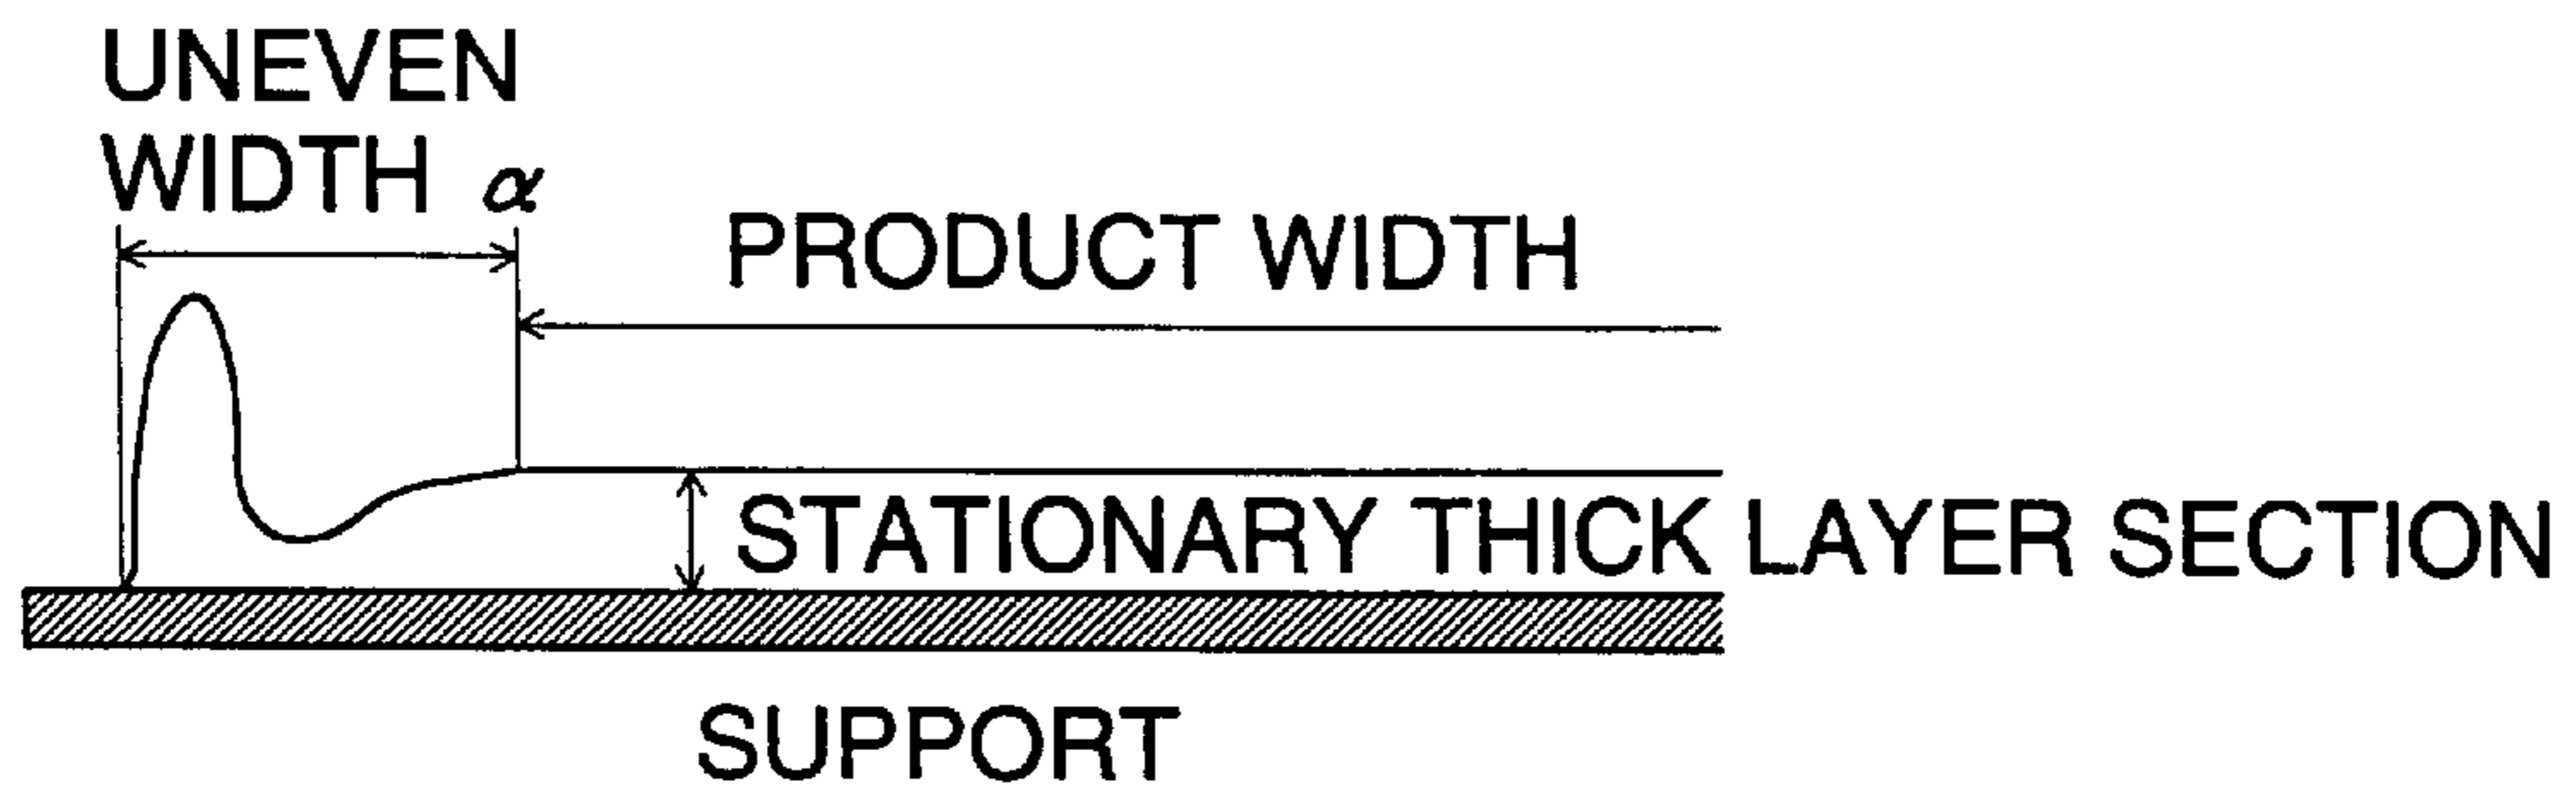 UNEVEN
WIDTH α
PRODUCT WIDTH
STATIONARY THICK LAYER SECTION
SUPPORT